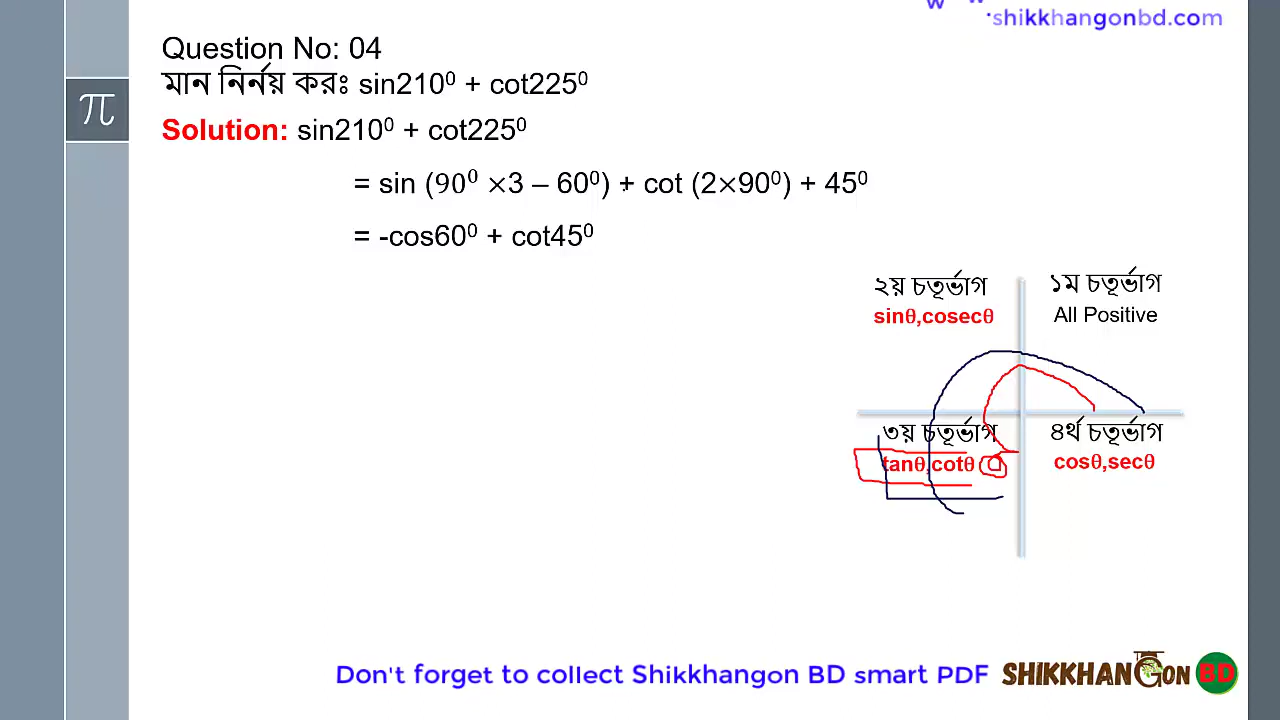 shikkhangonbd.com
Question No: 04
মান নির্নয় করঃ sin210⁰ + cot225⁰
π
Solution: sin210⁰ + cot225⁰
= sin (90⁰ ×3 – 60⁰) + cot (2×90⁰) + 45⁰
= -cos60⁰ + cot45⁰
২য় চতূর্ভাগ ১ম চতূর্ভাগ
sinθ,cosecθ All Positive
৩য় চতূর্ভাগ ৪র্থ চতূর্ভাগ
tanθ,cotθ cosθ,secθ
Don't forget to collect Shikkhangon BD smart PDF SHIKKHANGON BD